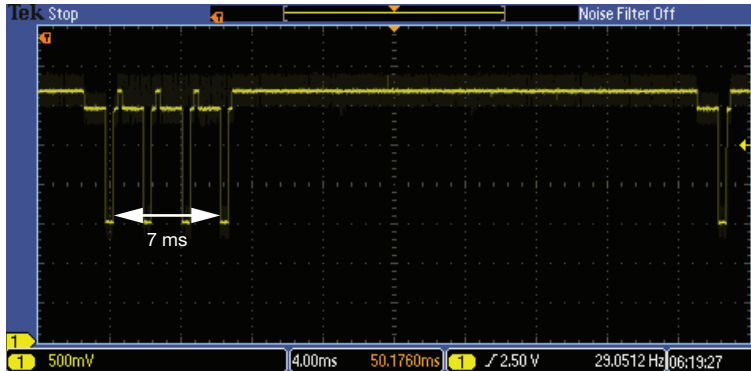 Tek Stop
Noise Filter Off
7 ms
1
1 500mV 4.00ms 50.1760ms 1 2.50 V 29.0512 Hz 06:19:27